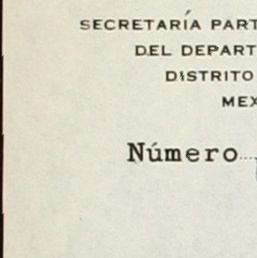 SECRETARÍA PART
DEL DEPART
DISTRITO
MEX
Número